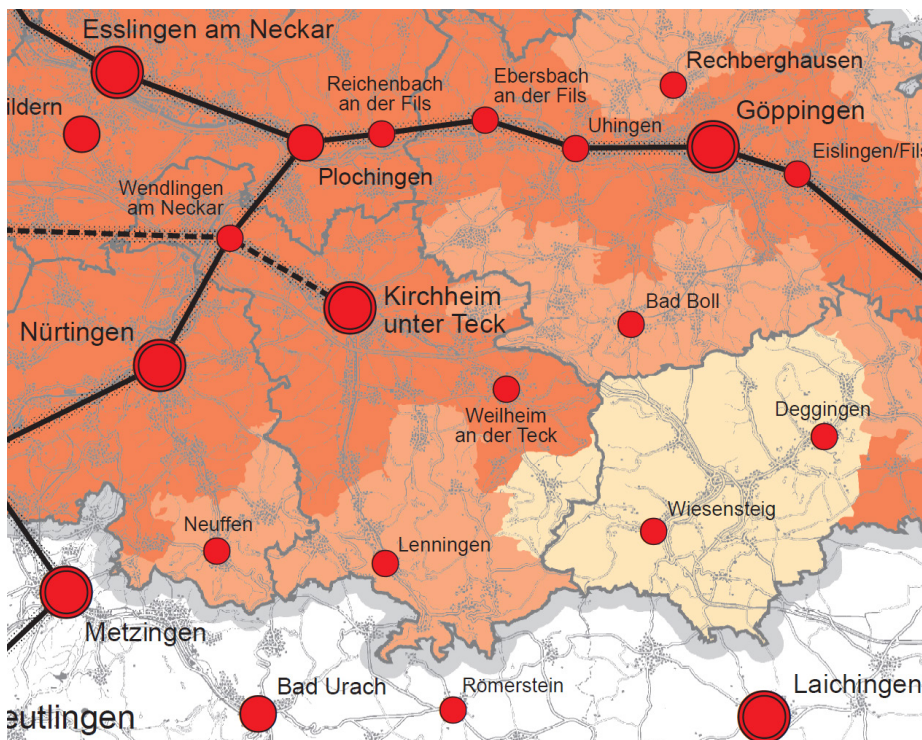 Esslingen am Neckar
Reichenbach
an der Fils
Ebersbach
an der Fils
Rechberghausen
ildern
Göppingen
Uhingen
Eislingen/Fils
Plochingen
Wendlingen
am Neckar
Kirchheim
unter Teck
Bad Boll
Nürtingen
Weilheim
an der Teck
Deggingen
Neuffen
Lenningen
Wiesensteig
Metzingen
Bad Urach
Römerstein
Laichingen
eutlingen